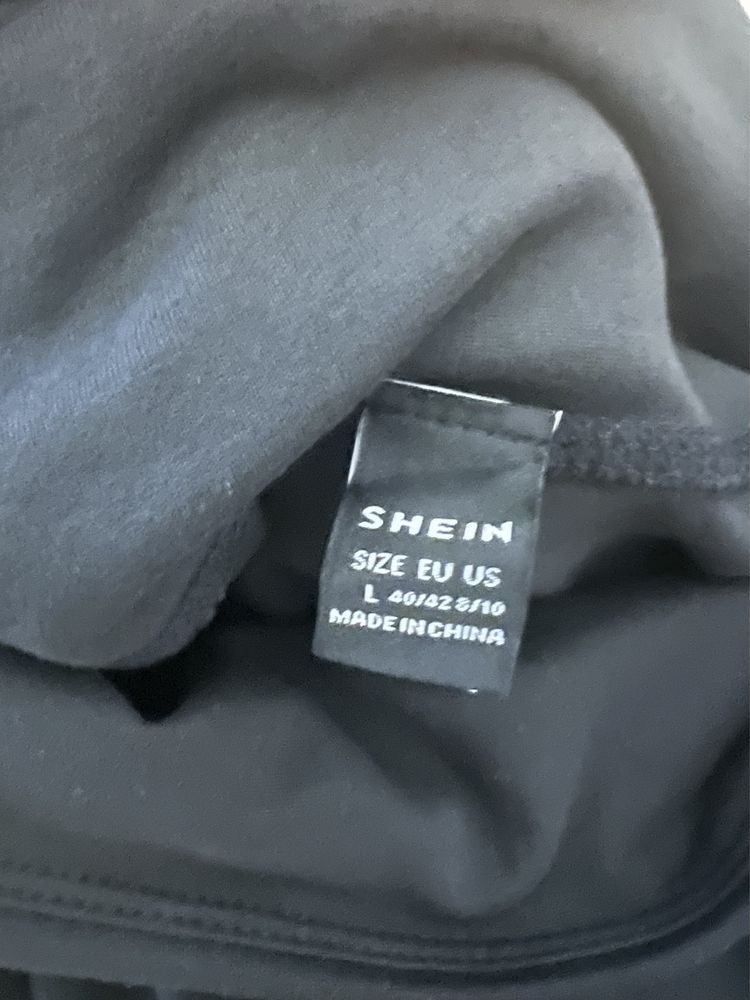 SHEIN
SIZE EU US
L 40/42 8/10
MADE IN CHINA